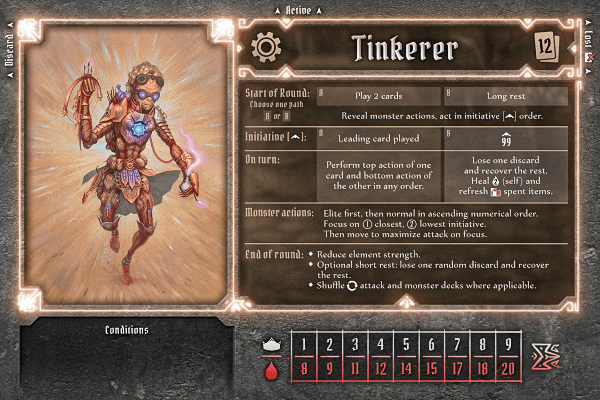 Active
Discard
Lost
Tinkerer
12
Start of Round:
Choose one path
A or B
A Play 2 cards
B Long rest
Reveal monster actions, act in initiative [ ] order.
Initiative [ ]:
A Leading card played
B 99
On turn:
Perform top action of one
card and bottom action of
the other in any order.
Lose one discard
and recover the rest,
Heal 2 (self) and
refresh spent items.
Monster actions:
Elite first, then normal in ascending numerical order.
Focus on ① closest, ② lowest initiative.
Then move to maximize attack on focus.
End of round:
◆ Reduce element strength.
◆ Optional short rest: lose one random discard and recover
the rest.
◆ Shuffle attack and monster decks where applicable.
Conditions
1 2 3 4 5 6 7 8 9
8 9 11 12 14 15 17 18 20